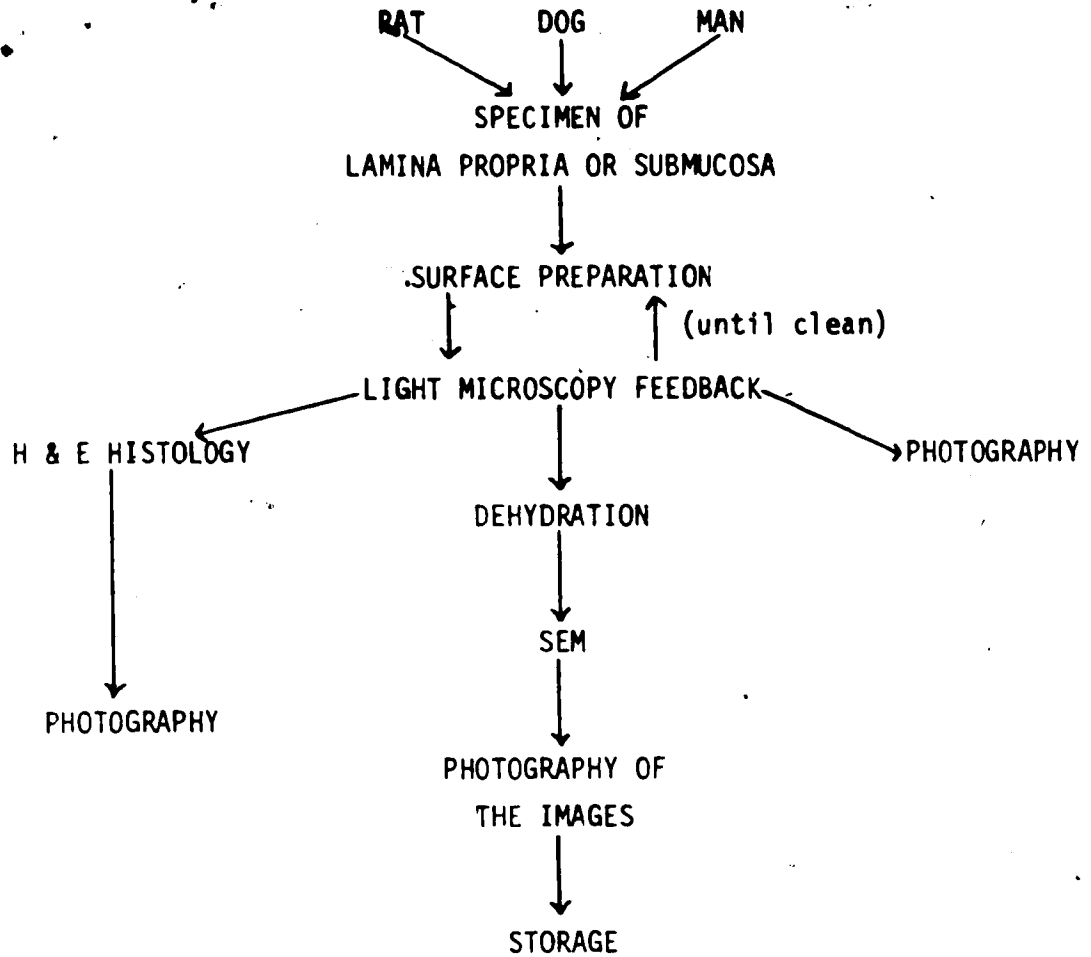 RAT DOG MAN
SPECIMEN OF
LAMINA PROPRIA OR SUBMUCOSA
SURFACE PREPARATION
(until clean)
LIGHT MICROSCOPY FEEDBACK
H & E HISTOLOGY PHOTOGRAPHY
DEHYDRATION
SEM
PHOTOGRAPHY
PHOTOGRAPHY OF
THE IMAGES
STORAGE